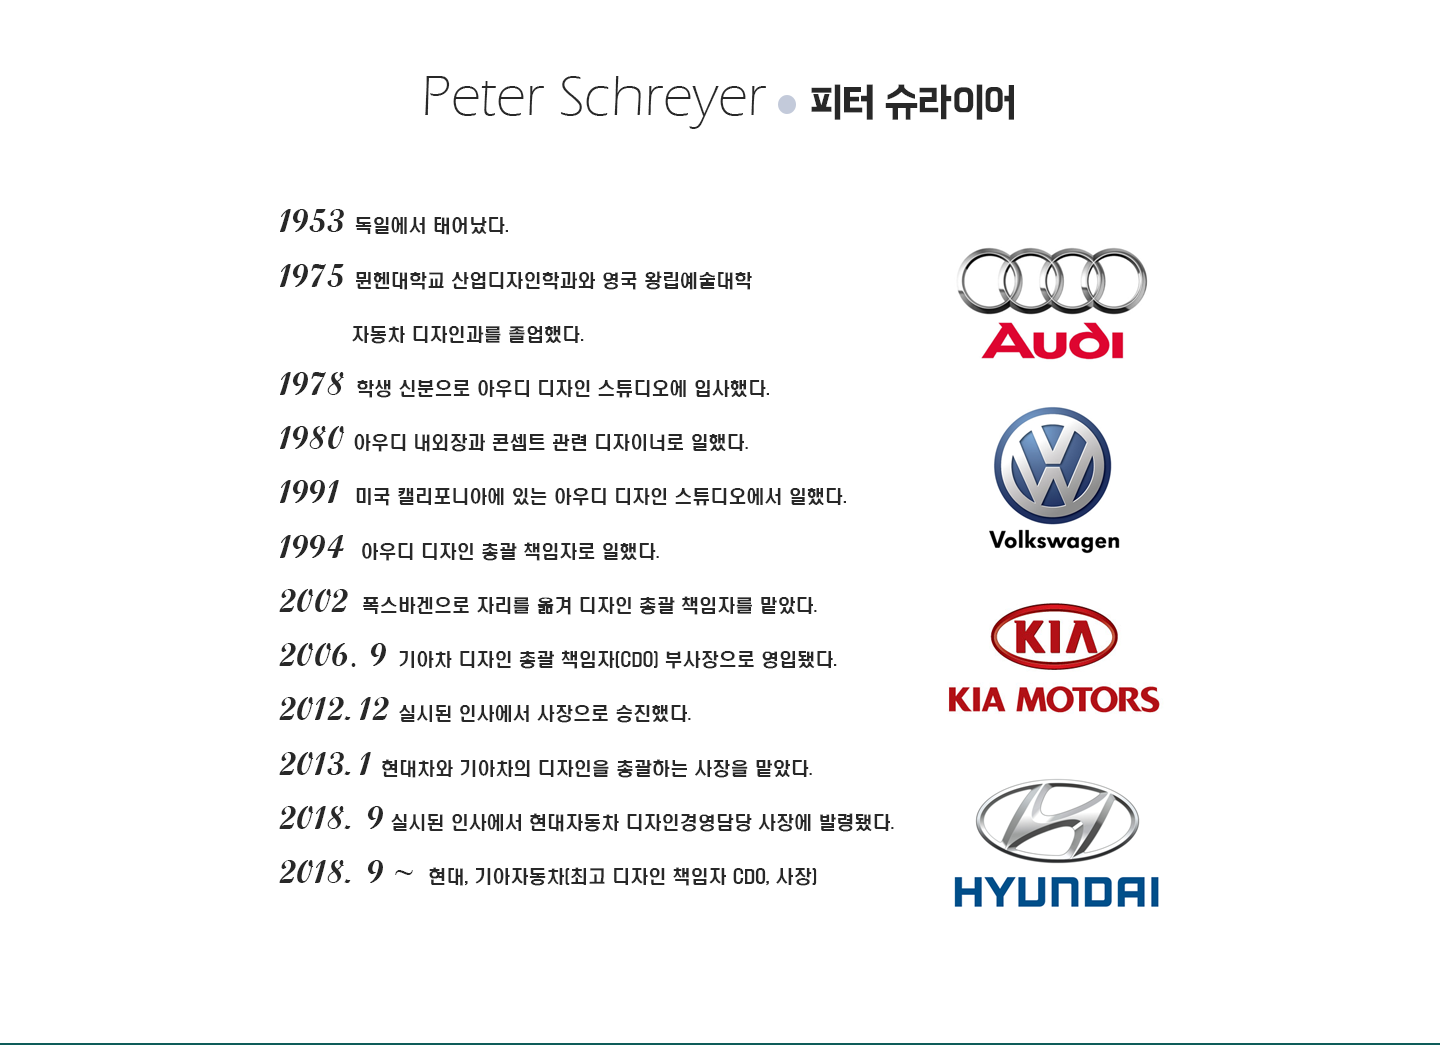 Peter Schreyer • 피터 슈라이어
1953 독일에서 태어났다.
1975 뮌헨대학교 산업디자인학과와 영국 왕립예술대학
자동차 디자인과를 졸업했다.
1978 학생 신분으로 아우디 디자인 스튜디오에 입사했다.
1980 아우디 내외장과 콘셉트 관련 디자이너로 일했다.
1991 미국 캘리포니아에 있는 아우디 디자인 스튜디오에서 일했다.
1994 아우디 디자인 총괄 책임자로 일했다.
2002 폭스바겐으로 자리를 옮겨 디자인 총괄 책임자를 맡았다.
2006. 9 기아차 디자인 총괄 책임자(CDO) 부사장으로 영입됐다.
2012. 12 실시된 인사에서 사장으로 승진했다.
2013. 1 현대차와 기아차의 디자인을 총괄하는 사장을 맡았다.
2018. 9 실시된 인사에서 현대자동차 디자인경영담당 사장에 발령됐다.
2018. 9 ~ 현대, 기아자동차(최고 디자인 책임자 CDO, 사장)
Audi
Volkswagen
KIA
KIA MOTORS
HYUNDAI